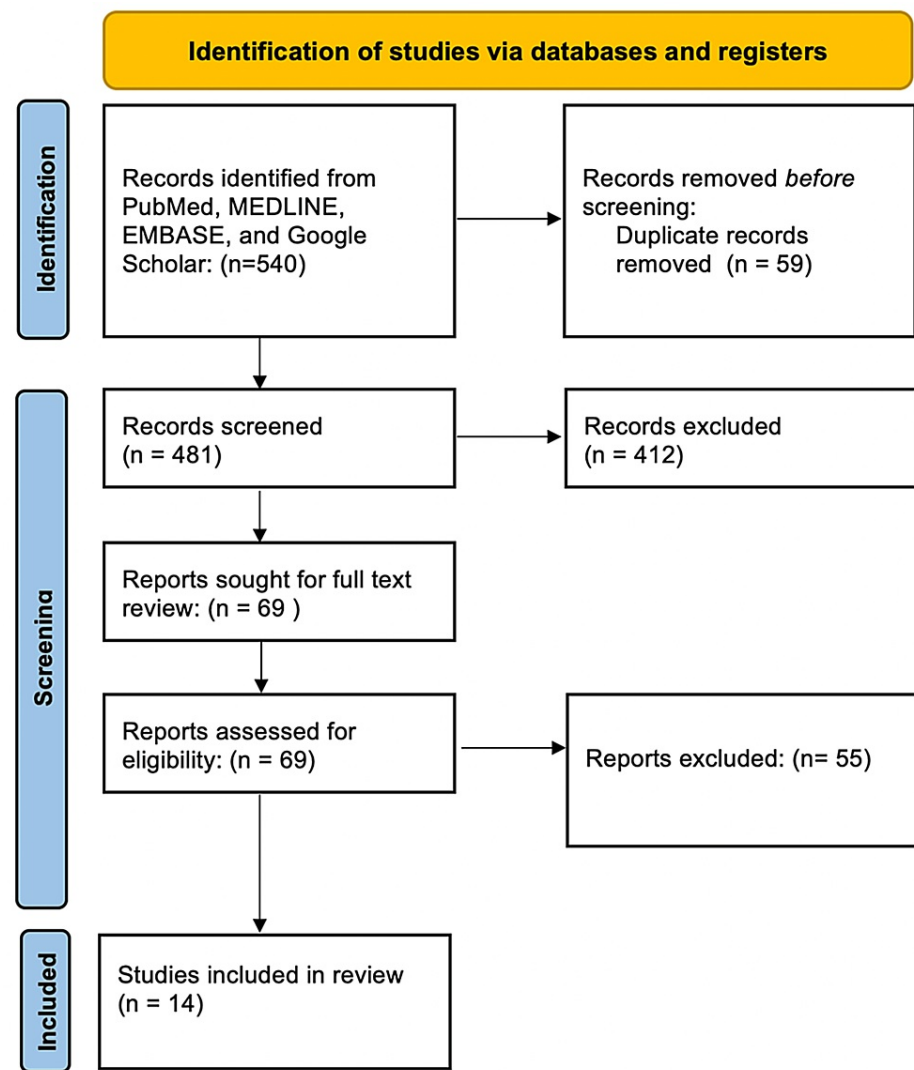 Identification of studies via databases and registers
Identification
Records identified from
PubMed, MEDLINE,
EMBASE, and Google
Scholar: (n=540)
Records removed before
screening:
Duplicate records
removed (n = 59)
Screening
Records screened
(n = 481)
Records excluded
(n = 412)
Reports sought for full text
review: (n = 69 )
Reports assessed for
eligibility: (n = 69)
Reports excluded: (n= 55)
Included
Studies included in review
(n = 14)